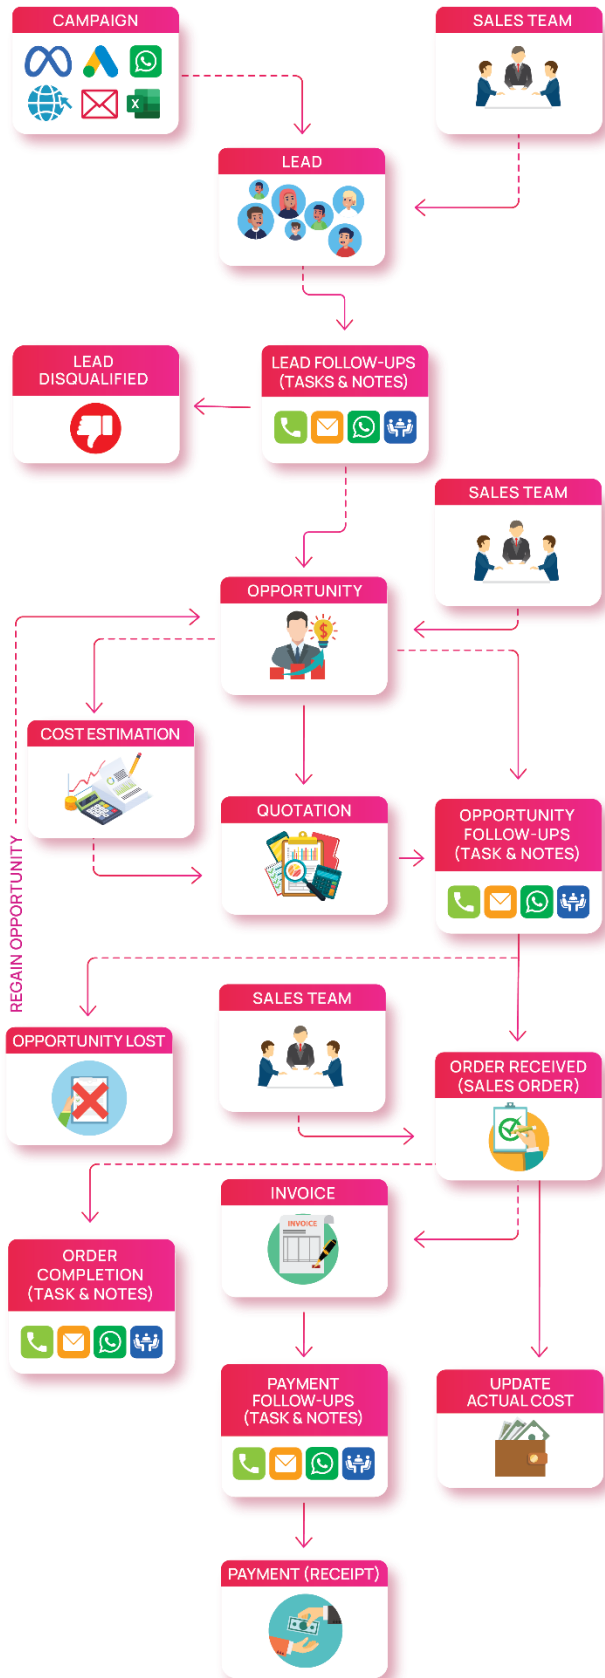 CAMPAIGN
SALES TEAM
X
LEAD
LEAD
DISQUALIFIED
LEAD FOLLOW-UPS
(TASKS & NOTES)
SALES TEAM
OPPORTUNITY
$
COST ESTIMATION
QUOTATION
OPPORTUNITY
FOLLOW-UPS
(TASK & NOTES)
REGAIN OPPORTUNITY
SALES TEAM
OPPORTUNITY LOST
ORDER RECEIVED
(SALES ORDER)
INVOICE
INVOICE
ORDER
COMPLETION
(TASK & NOTES)
PAYMENT
FOLLOW-UPS
(TASK & NOTES)
UPDATE
ACTUAL COST
PAYMENT (RECEIPT)